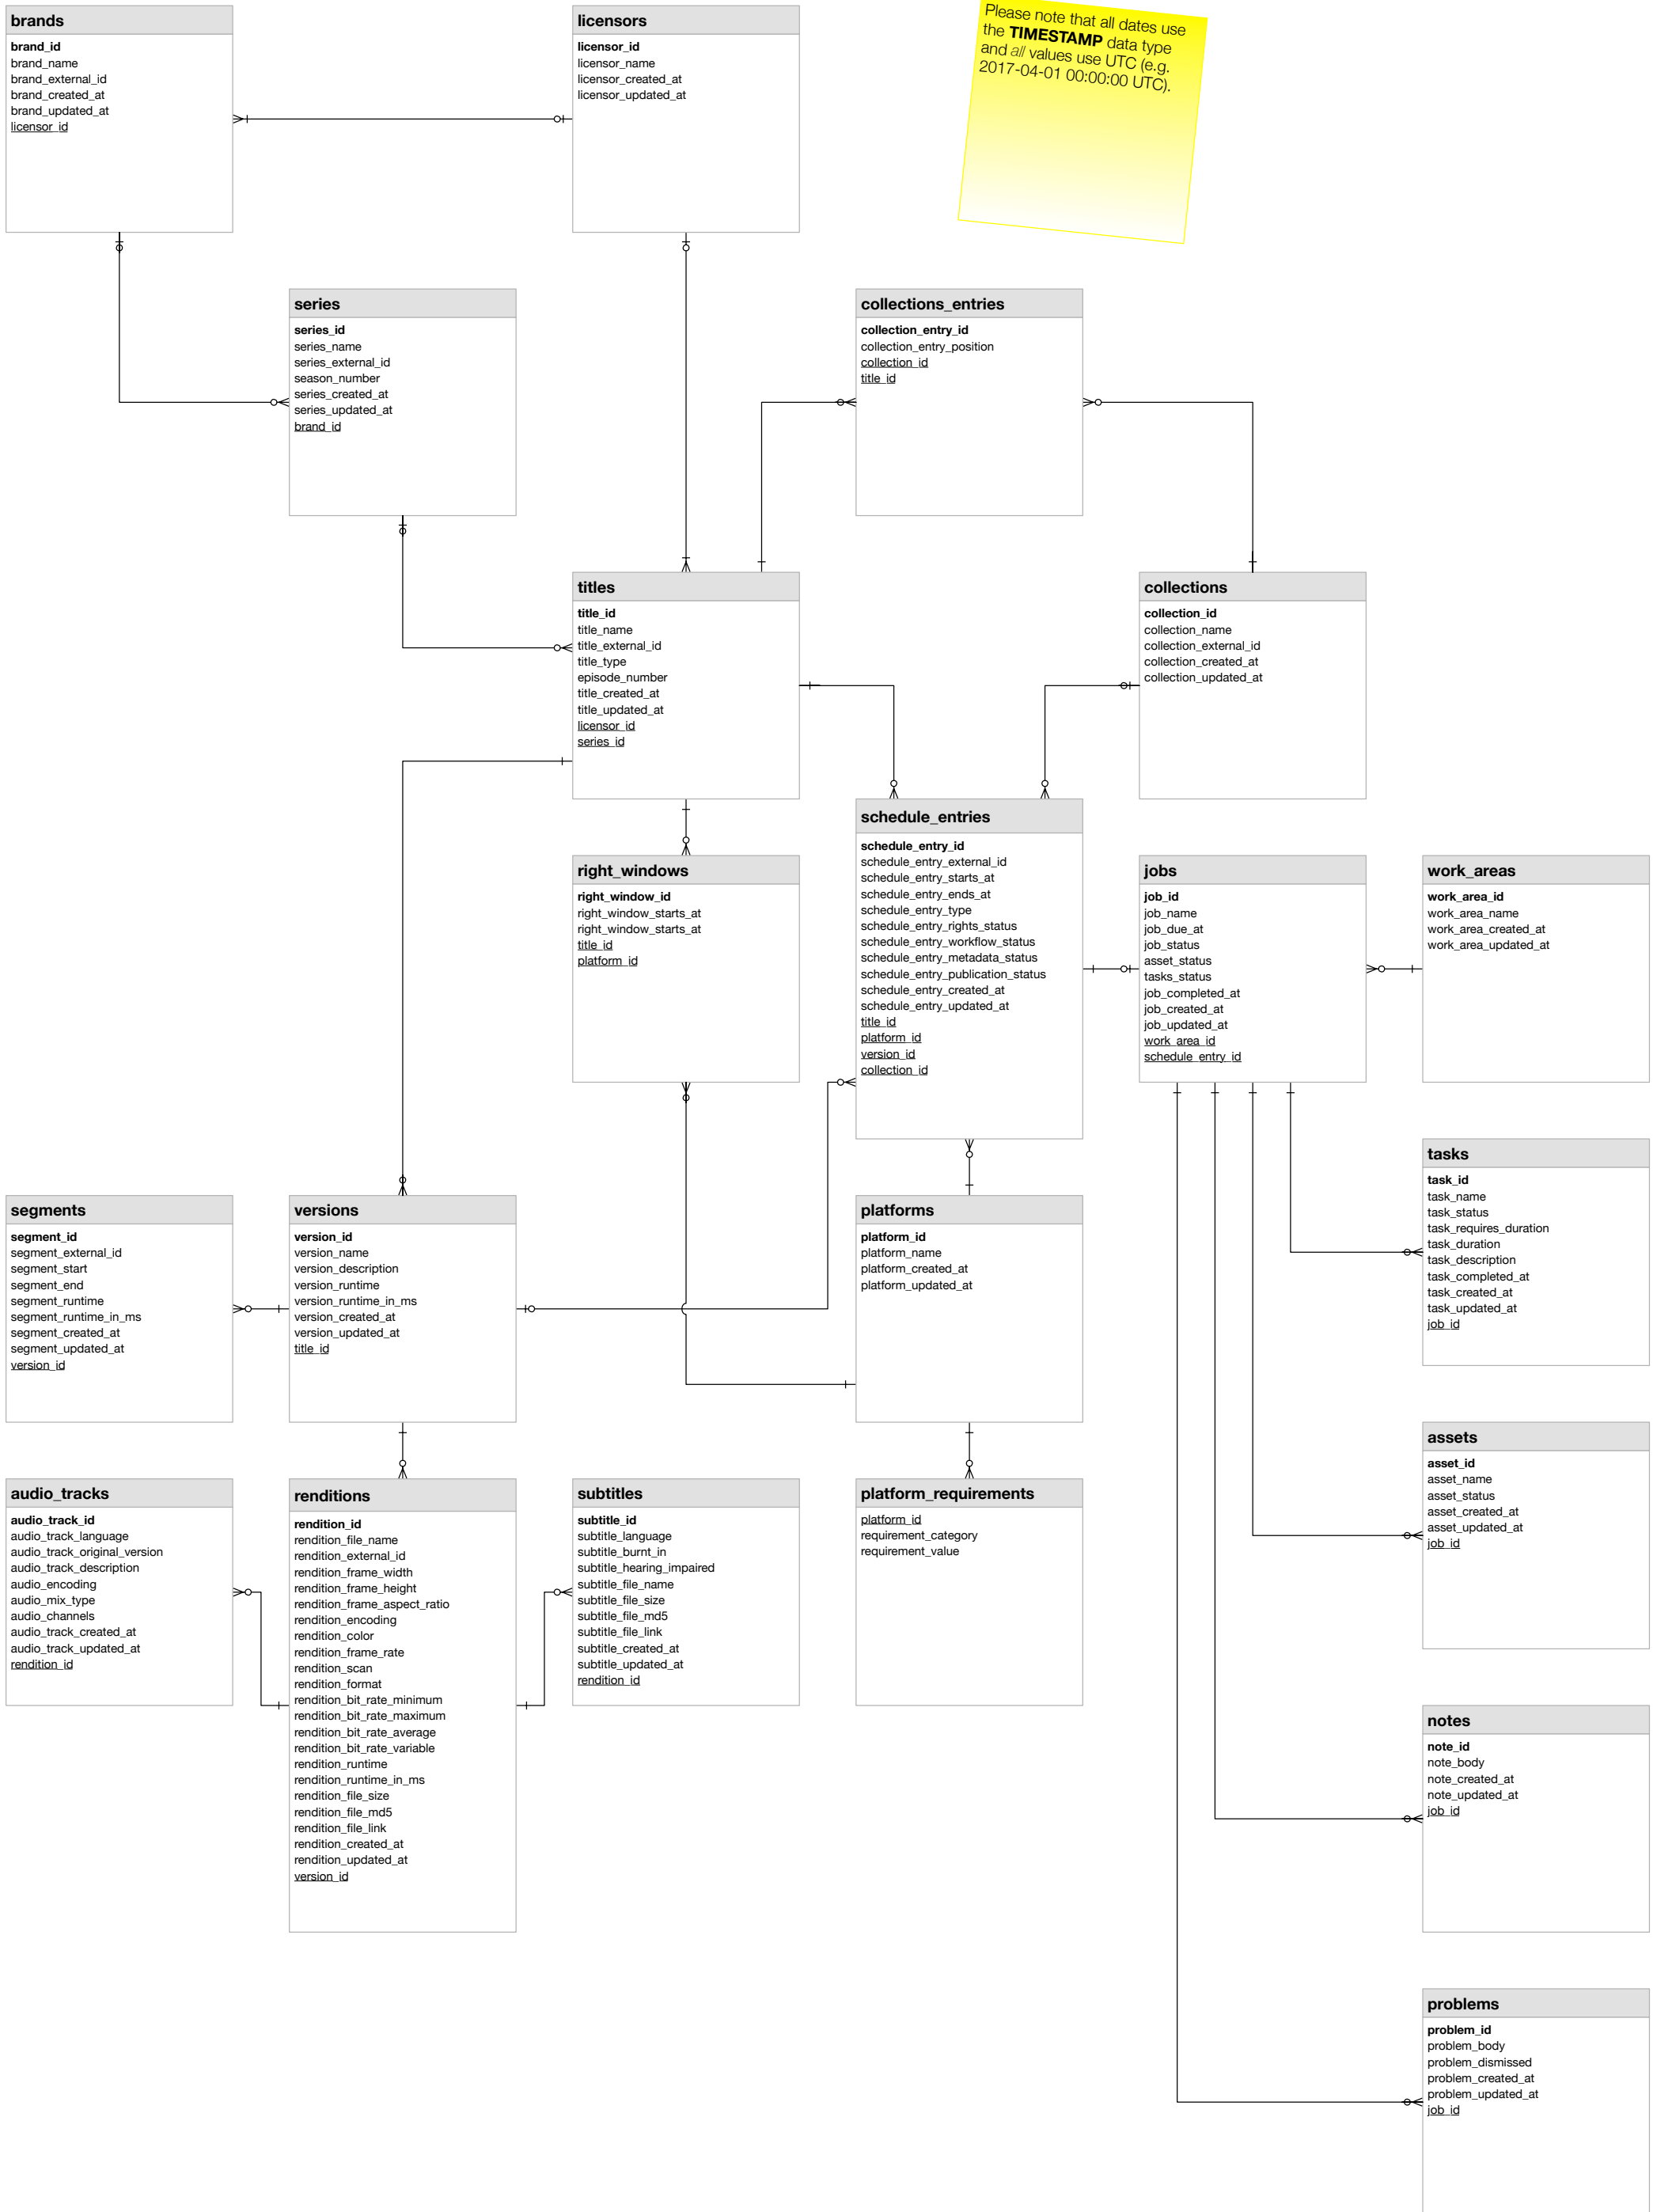 brands
brand_id
brand_name
brand_external_id
brand_created_at
brand_updated_at
licensor_id
licensors
licensor_id
licensor_name
licensor_created_at
licensor_updated_at
Please note that all dates use
the TIMESTAMP data type
and all values use UTC (e.g.
2017-04-01 00:00:00 UTC).
series
series_id
series_name
series_external_id
season_number
series_created_at
series_updated_at
brand_id
collections_entries
collection_entry_id
collection_entry_position
collection_id
title_id
titles
title_id
title_name
title_external_id
title_type
episode_number
title_created_at
title_updated_at
licensor_id
series_id
collections
collection_id
collection_name
collection_external_id
collection_created_at
collection_updated_at
schedule_entries
schedule_entry_id
schedule_entry_external_id
schedule_entry_starts_at
schedule_entry_ends_at
schedule_entry_type
schedule_entry_rights_status
schedule_entry_workflow_status
schedule_entry_metadata_status
schedule_entry_publication_status
schedule_entry_created_at
schedule_entry_updated_at
title_id
platform_id
version_id
collection_id
right_windows
right_window_id
right_window_starts_at
right_window_starts_at
title_id
platform_id
jobs
job_id
job_name
job_due_at
job_status
asset_status
tasks_status
job_completed_at
job_created_at
job_updated_at
work_area_id
schedule_entry_id
work_areas
work_area_id
work_area_name
work_area_created_at
work_area_updated_at
tasks
task_id
task_name
task_status
task_requires_duration
task_duration
task_description
task_completed_at
task_created_at
task_updated_at
job_id
segments
segment_id
segment_external_id
segment_start
segment_end
segment_runtime
segment_runtime_in_ms
segment_created_at
segment_updated_at
version_id
versions
version_id
version_name
version_description
version_runtime
version_runtime_in_ms
version_created_at
version_updated_at
title_id
platforms
platform_id
platform_name
platform_created_at
platform_updated_at
assets
asset_id
asset_name
asset_status
asset_created_at
asset_updated_at
job_id
audio_tracks
audio_track_id
audio_track_language
audio_track_original_version
audio_track_description
audio_encoding
audio_mix_type
audio_channels
audio_track_created_at
audio_track_updated_at
rendition_id
renditions
rendition_id
rendition_file_name
rendition_external_id
rendition_frame_width
rendition_frame_height
rendition_frame_aspect_ratio
rendition_encoding
rendition_color
rendition_frame_rate
rendition_scan
rendition_format
rendition_bit_rate_minimum
rendition_bit_rate_maximum
rendition_bit_rate_average
rendition_bit_rate_variable
rendition_runtime
rendition_runtime_in_ms
rendition_file_size
rendition_file_md5
rendition_file_link
rendition_created_at
rendition_updated_at
version_id
subtitles
subtitle_id
subtitle_language
subtitle_burnt_in
subtitle_hearing_impaired
subtitle_file_name
subtitle_file_size
subtitle_file_md5
subtitle_file_link
subtitle_created_at
subtitle_updated_at
rendition_id
platform_requirements
platform_id
requirement_category
requirement_value
notes
note_id
note_body
note_created_at
note_updated_at
job_id
problems
problem_id
problem_body
problem_dismissed
problem_created_at
problem_updated_at
job_id